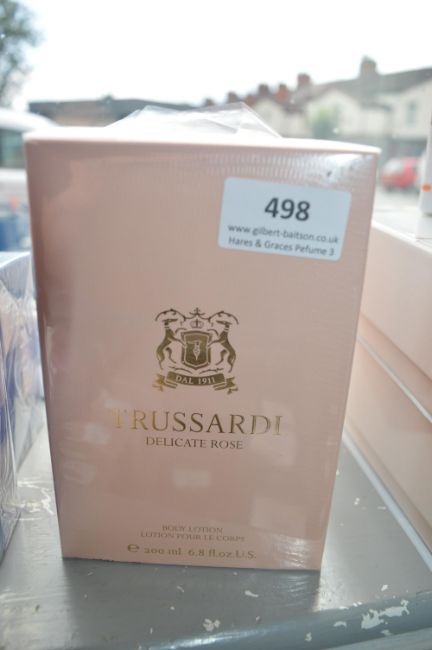 498
www.gilbert-baitson.co.uk
Hares & Graces Pefume 3
DAL 1911
TRUSSARDI
DELICATE ROSE
BODY LOTION
LOTION POUR LE CORPS
e 200 ml 6.8 fl.oz.U.S.